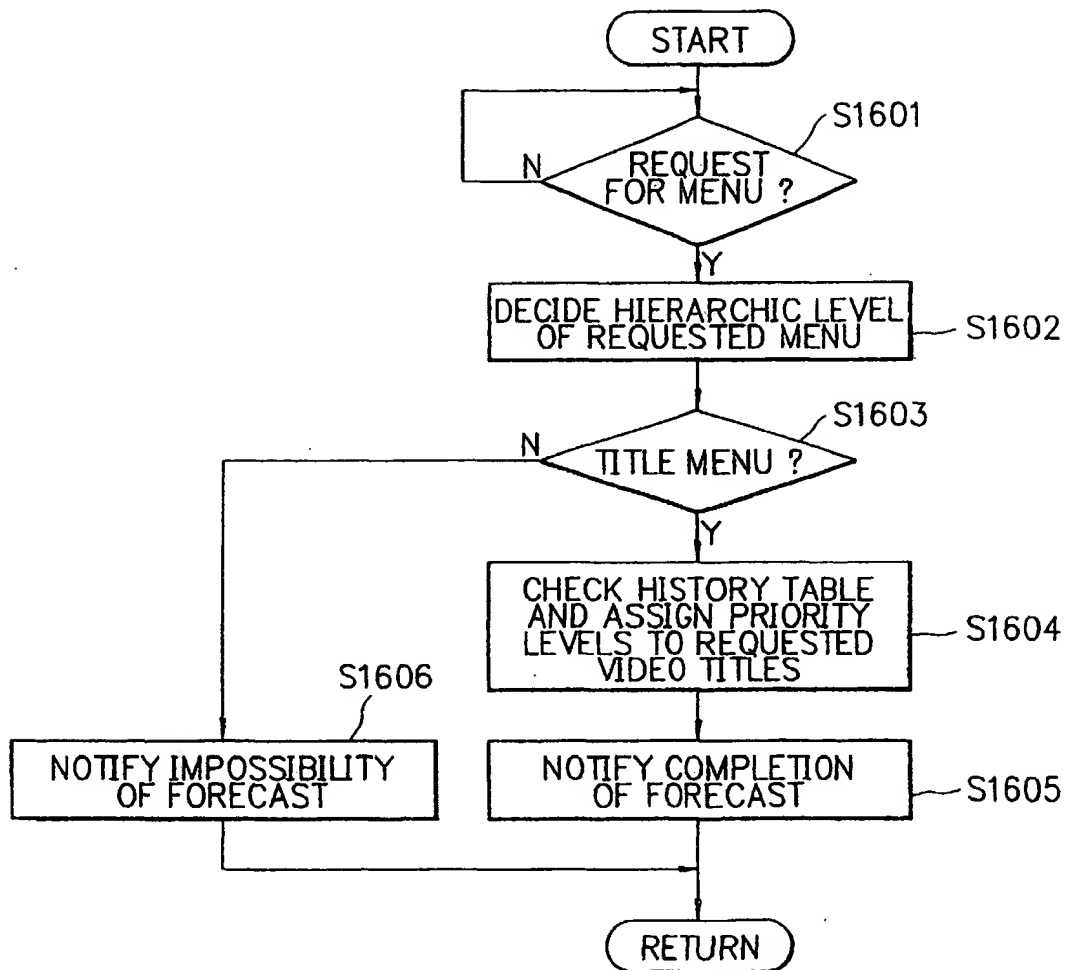 START
S1601
N
REQUEST
FOR MENU ?
Y
DECIDE HIERARCHIC LEVEL
OF REQUESTED MENU
S1602
S1603
N
TITLE MENU ?
Y
CHECK HISTORY TABLE
AND ASSIGN PRIORITY
LEVELS TO REQUESTED
VIDEO TITLES
S1604
S1606
NOTIFY IMPOSSIBILITY
OF FORECAST
NOTIFY COMPLETION
OF FORECAST
S1605
RETURN